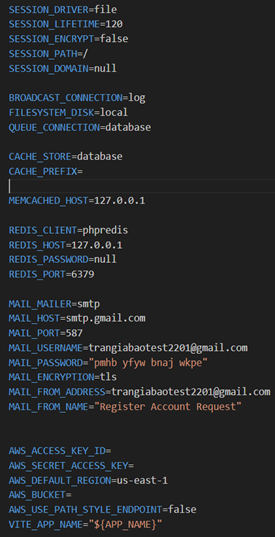 SESSION_DRIVER=file
SESSION_LIFETIME=120
SESSION_ENCRYPT=false
SESSION_PATH=/
SESSION_DOMAIN=null
BROADCAST_CONNECTION=log
FILESYSTEM_DISK=local
QUEUE_CONNECTION=database
CACHE_STORE=database
CACHE_PREFIX=
MEMCACHED_HOST=127.0.0.1
REDIS_CLIENT=phpredis
REDIS_HOST=127.0.0.1
REDIS_PASSWORD=null
REDIS_PORT=6379
MAIL_MAILER=smtp
MAIL_HOST=smtp.gmail.com
MAIL_PORT=587
MAIL_USERNAME=trangiabaotest2201@gmail.com
MAIL_PASSWORD="pmhb yfyw bnaj wkpe"
MAIL_ENCRYPTION=tls
MAIL_FROM_ADDRESS=trangiabaotest2201@gmail.com
MAIL_FROM_NAME="Register Account Request"
AWS_ACCESS_KEY_ID=
AWS_SECRET_ACCESS_KEY=
AWS_DEFAULT_REGION=us-east-1
AWS_BUCKET=
AWS_USE_PATH_STYLE_ENDPOINT=false
VITE_APP_NAME="${APP_NAME}"